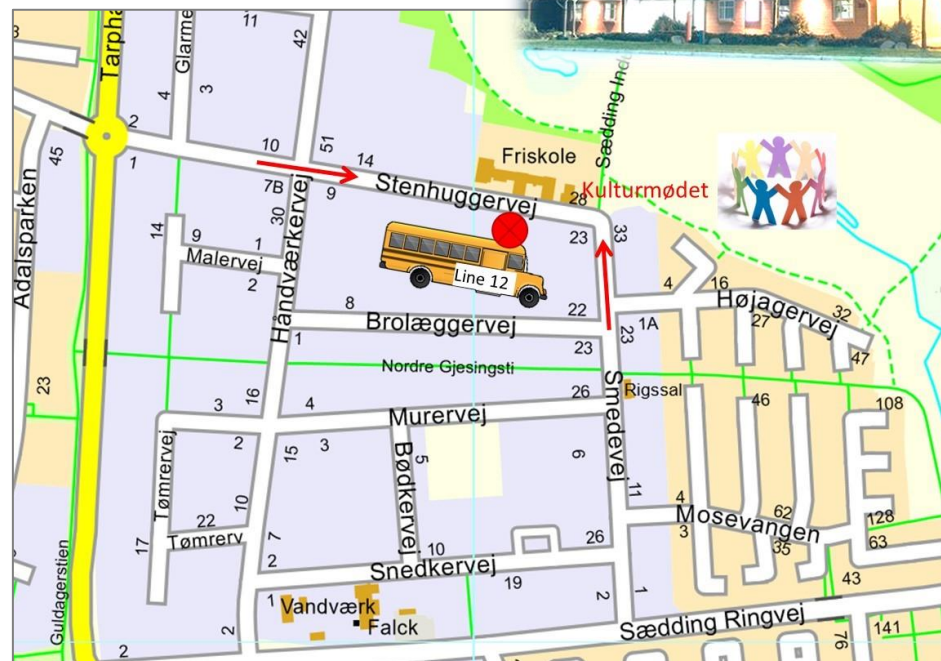 11
42
Tarpha
Glarme
4
3
2
1
45
10
51
14
7B
9
Stenhuggervej
Friskole
28
Sædding Ind
Kulturmødet
33
23
Adalsparken
14
9
1
Malervej
2
30
Håndværkervej
Line 12
8
Brolæggervej
22
1
23
23
1A
4
16
Højagervej
32
27
47
Nordre Gjesingsti
23
3
16
4
Murervej
26
Rigssal
46
108
2
15
3
Bødkervej
5
6
Smedevej
11
Tømrervej
10
22
Tømrerv
17
7
4
3
Mosevangen
62
35
128
63
2
Snedkervej
10
26
19
1
Vandværk
Falck
2
1
43
Sædding Ringvej
76
141
Guldagerstien
2
2